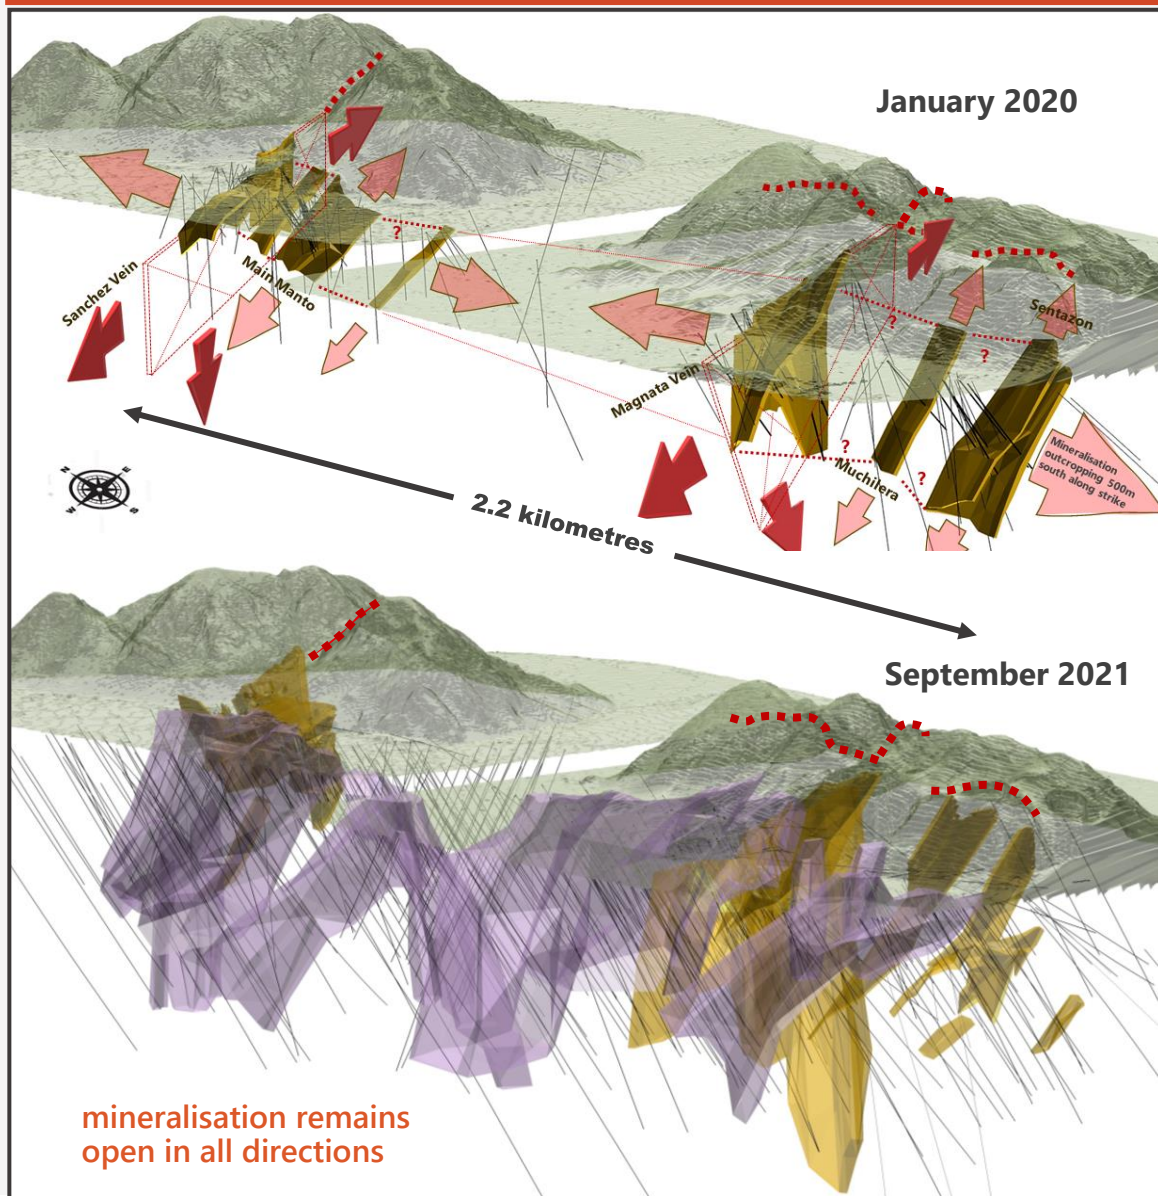 January 2020
Sanchez Vein
Main Manto
?
Sentazon
?
?
Magnata Vein
?
Muchilera
?
Mineralisation
outcropping 500m
south along strike
N
E
W
S
2.2 kilometres
September 2021
mineralisation remains
open in all directions